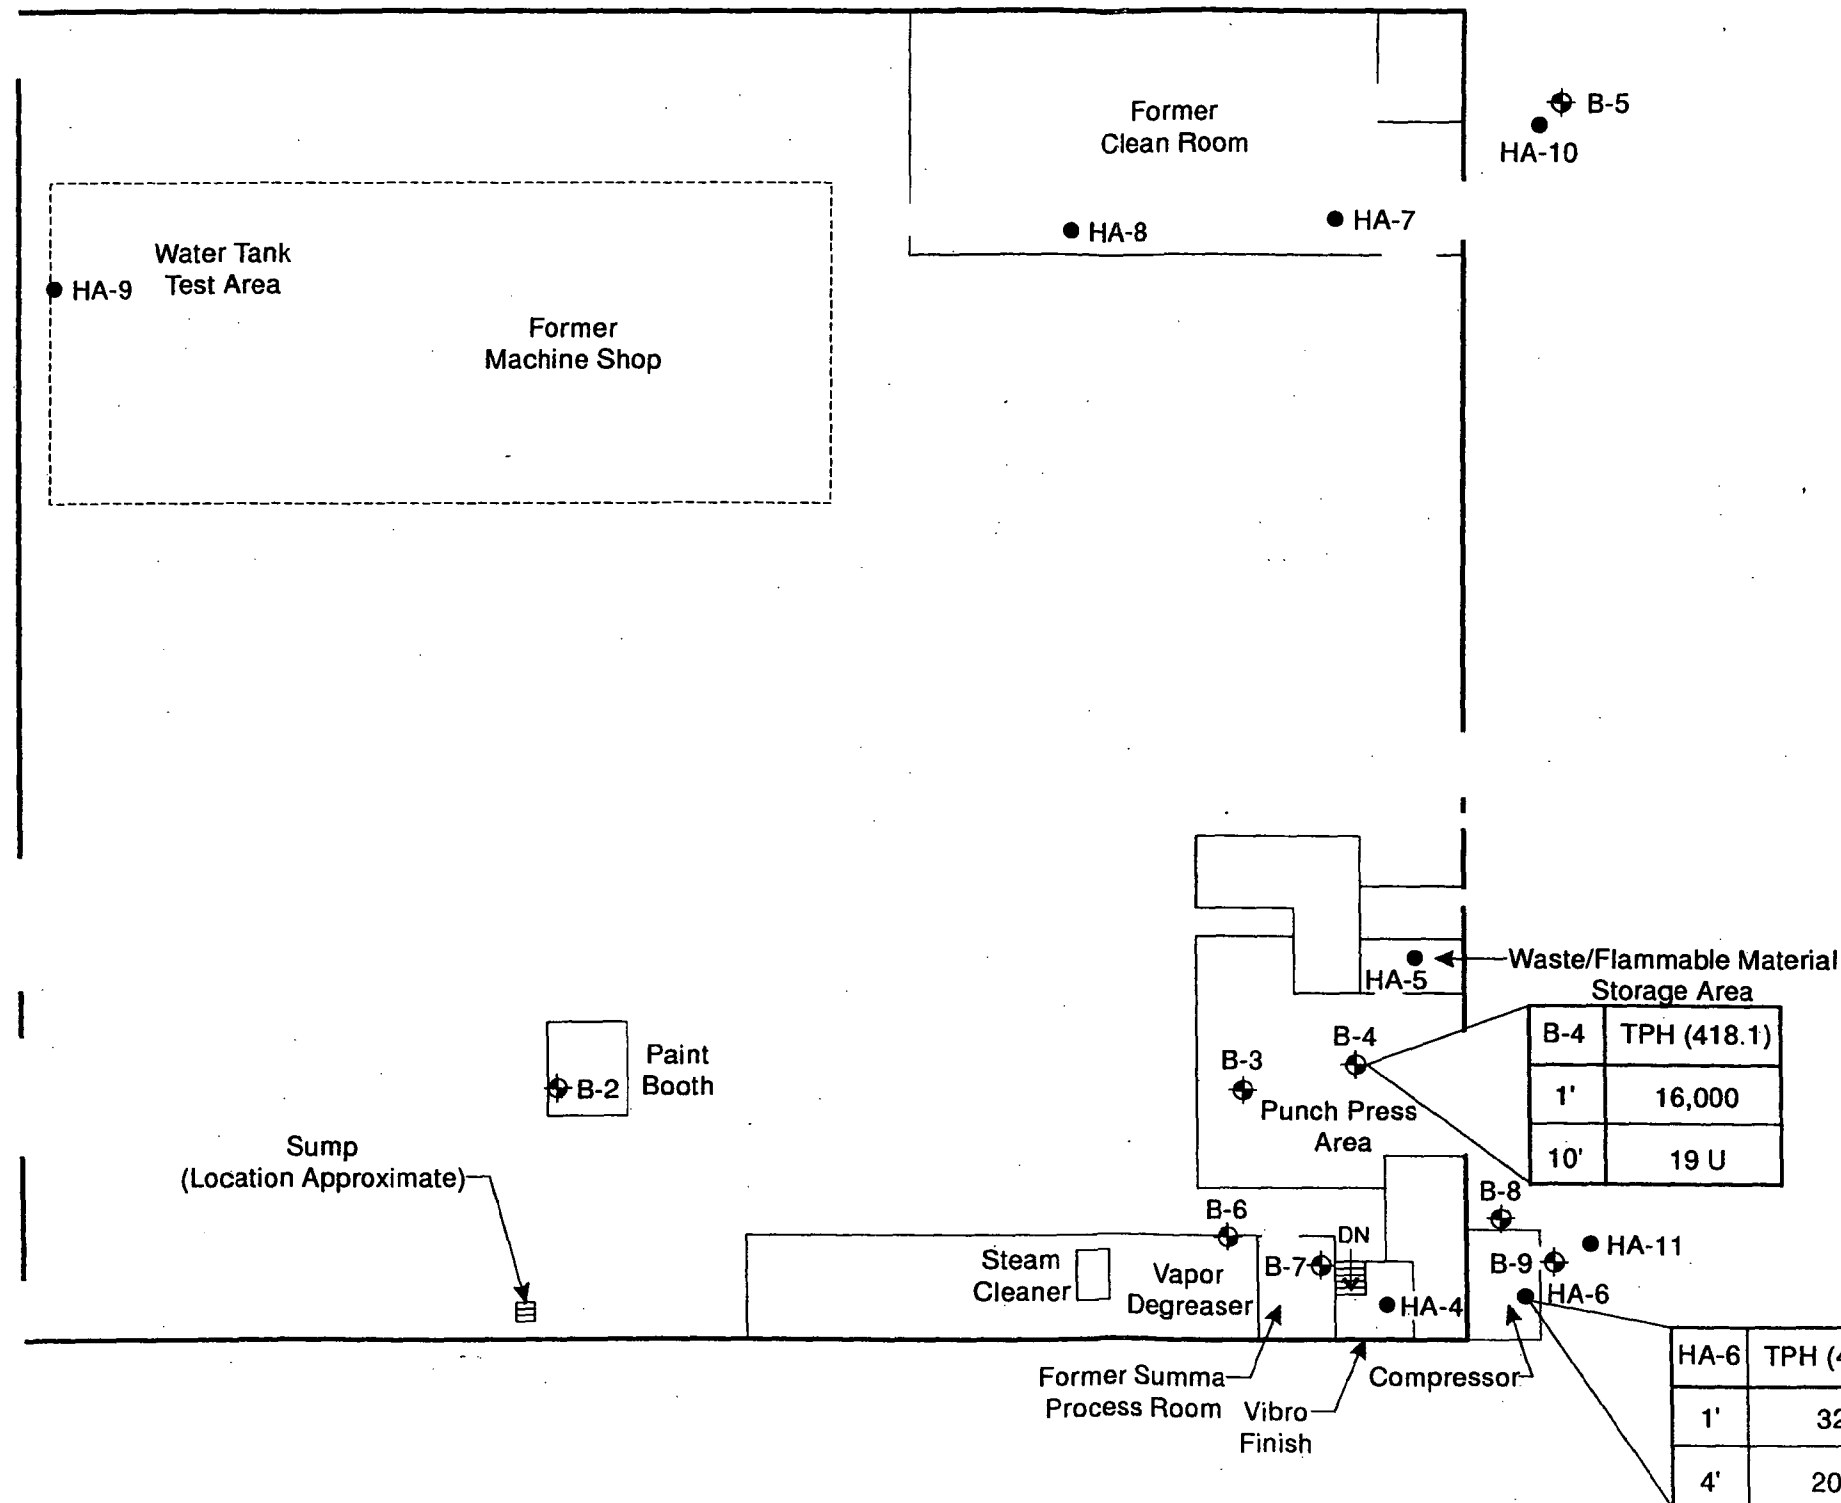 Former
Clean Room
B-5
HA-10
HA-8
HA-7
Water Tank
Test Area
HA-9
Former
Machine Shop
Waste/Flammable Material
Storage Area
HA-5
B-4 TPH (418.1)
1' 16,000
10' 19 U
B-4
B-3
Punch Press
Area
Paint
Booth
B-2
Sump
(Location Approximate)
B-8
B-6
DN
HA-11
Steam
Cleaner
Vapor
Degreaser
B-7
B-9
HA-4
HA-6
Former Summa
Process Room
Vibro
Finish
Compressor
HA-6 TPH
1'
4'